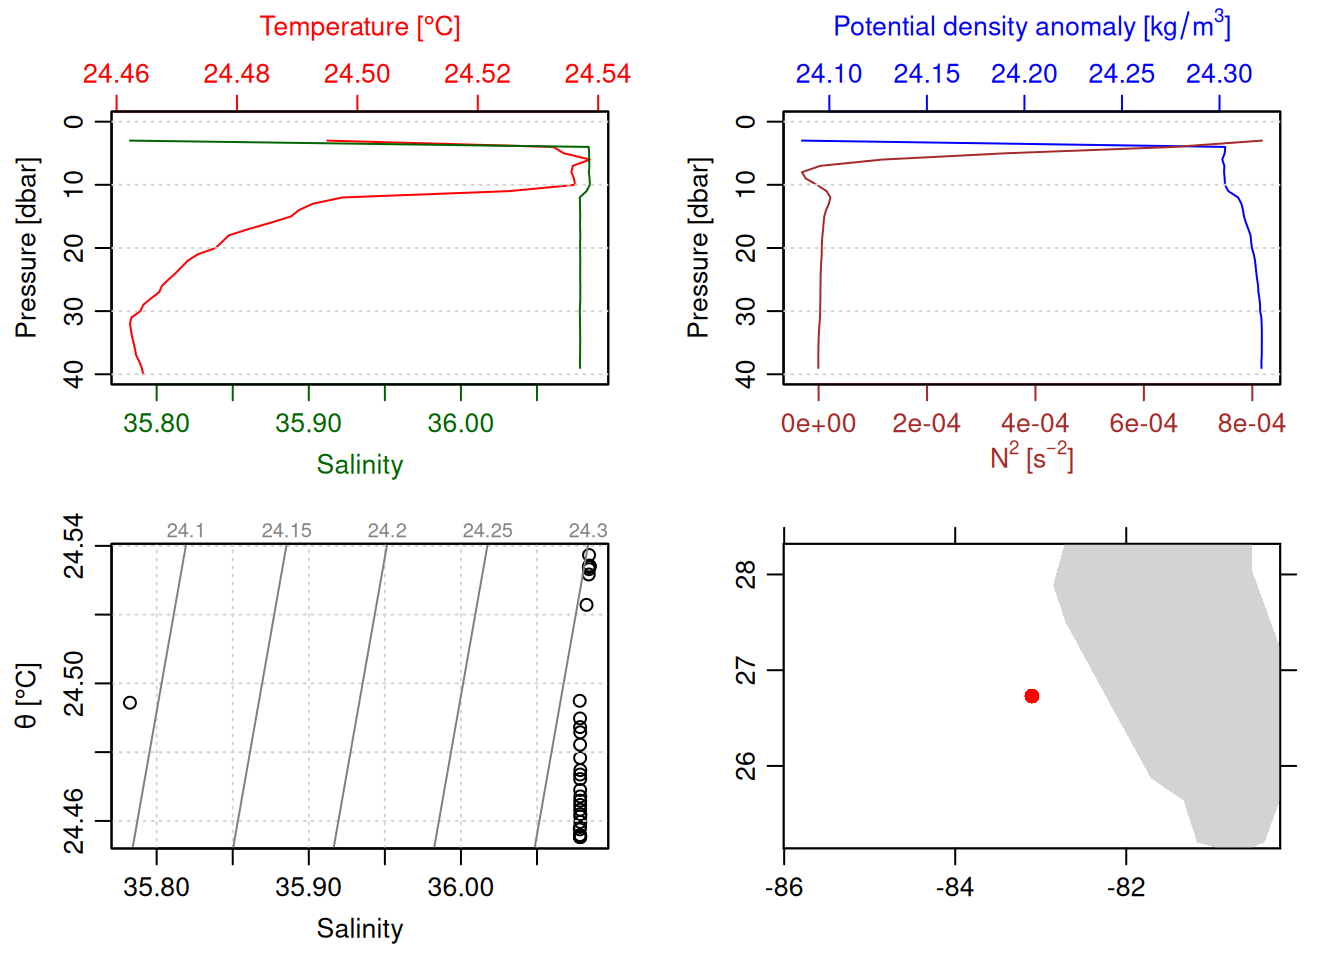 Temperature [°C]
24.46 24.48 24.50 24.52 24.54
Pressure [dbar]
0
10
20
30
40
35.80 35.90 36.00
Salinity
Potential density anomaly [kg/m³]
24.10 24.15 24.20 24.25 24.30
Pressure [dbar]
0
10
20
30
40
0e+00 2e-04 4e-04 6e-04 8e-04
N² [s⁻²]
24.1 24.15 24.2 24.25 24.3
θ [°C]
24.54
24.50
24.46
35.80 35.90 36.00
Salinity
28
27
26
-86 -84 -82